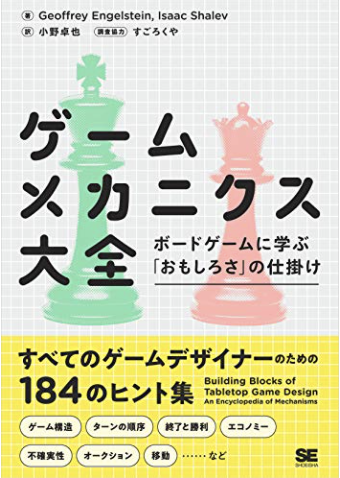 著 Geoffrey Engelstein, Isaac Shalev
訳 小野卓也 調査協力 すごろくや
ゲーム
メカニクス
大全
ボードゲームに学ぶ
「おもしろさ」の仕掛け
すべてのゲームデザイナーのための
184のヒント集
Building Blocks of
Tabletop Game Design
An Encyclopedia of Mechanisms
ゲーム構造 ターンの順序 終了と勝利 エコノミー
不確実性 オークション 移動 ……など
SE
SHOEISHA